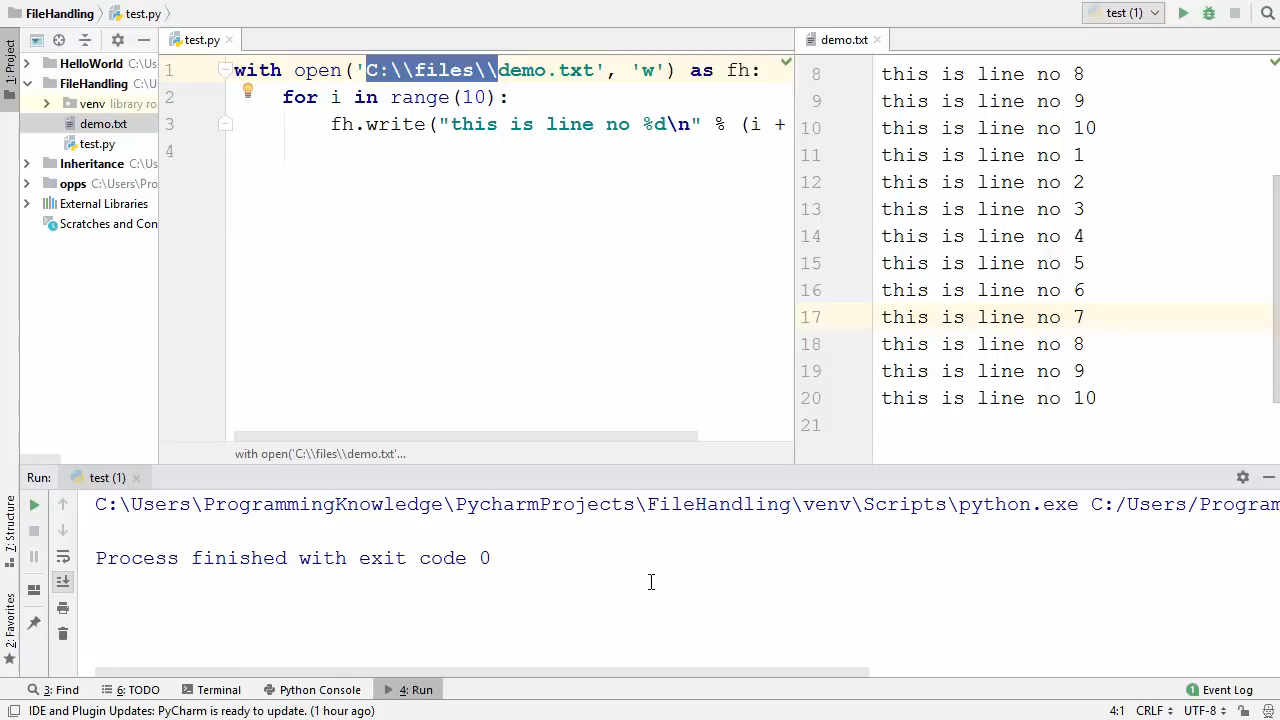 FileHandling test.py
test (1)
1: Project
HelloWorld C:\Us
FileHandling C:\U
venv library ro
demo.txt
test.py
Inheritance C:\Us
opps C:\Users\Pro
External Libraries
Scratches and Con
test.py
1 with open('C:\\files\\demo.txt', 'w') as fh:
2 for i in range(10):
3 fh.write("this is line no %d\n" % (i +
4
with open('C:\\files\\demo.txt'...
demo.txt
8 this is line no 8
9 this is line no 9
10 this is line no 10
11 this is line no 1
12 this is line no 2
13 this is line no 3
14 this is line no 4
15 this is line no 5
16 this is line no 6
17 this is line no 7
18 this is line no 8
19 this is line no 9
20 this is line no 10
21
Run: test (1)
C:\Users\ProgrammingKnowledge\PycharmProjects\FileHandling\venv\Scripts\python.exe C:/Users/Program
Process finished with exit code 0
7: Structure
2: Favorites
3: Find 6: TODO Terminal Python Console 4: Run 1 Event Log
IDE and Plugin Updates: PyCharm is ready to update. (1 hour ago) 4:1 CRLF UTF-8